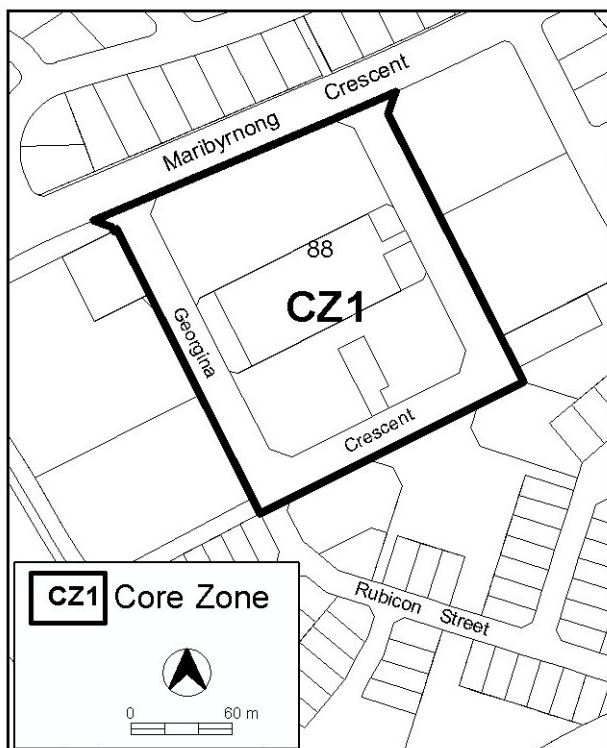 Maribyrnong Crescent
88
CZ1
Georgina
Crescent
Rubicon Street
CZ1 Core Zone
0 60 m